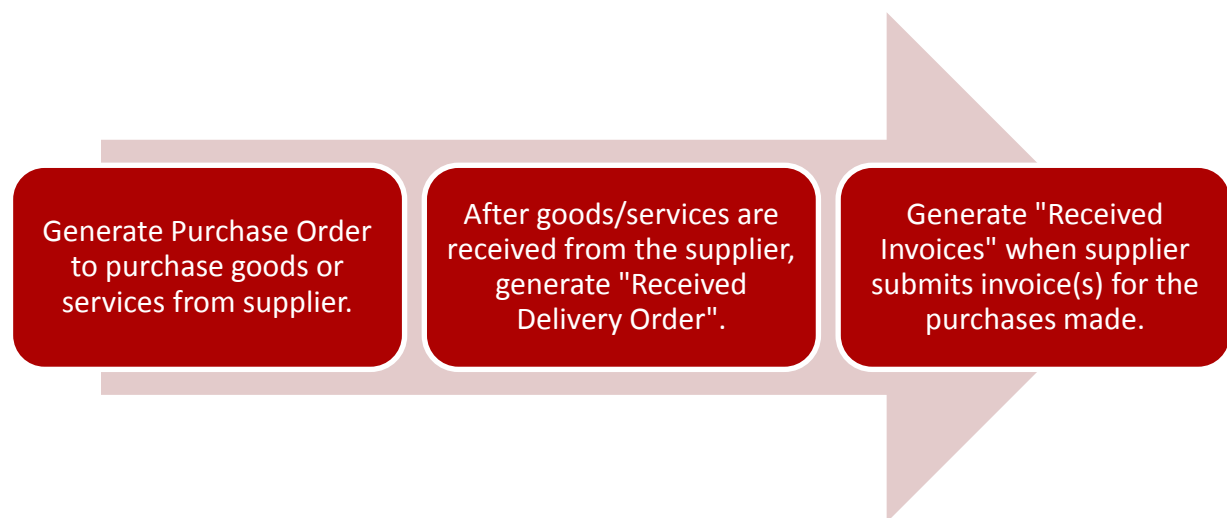 Generate Purchase Order
to purchase goods or
services from supplier.
After goods/services are
received from the supplier,
generate "Received
Delivery Order".
Generate "Received
Invoices" when supplier
submits invoice(s) for the
purchases made.